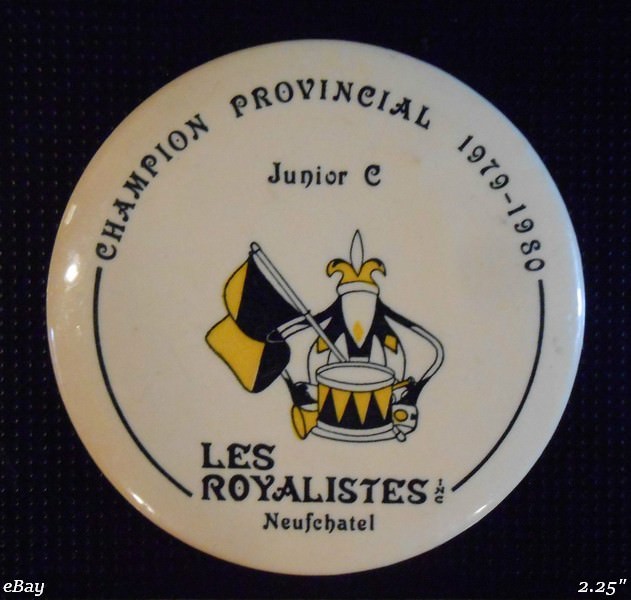 CHAMPION PROVINCIAL 1979-1980
Junior C
LES
ROYALISTES INC
Neufchatel
eBay
2.25"